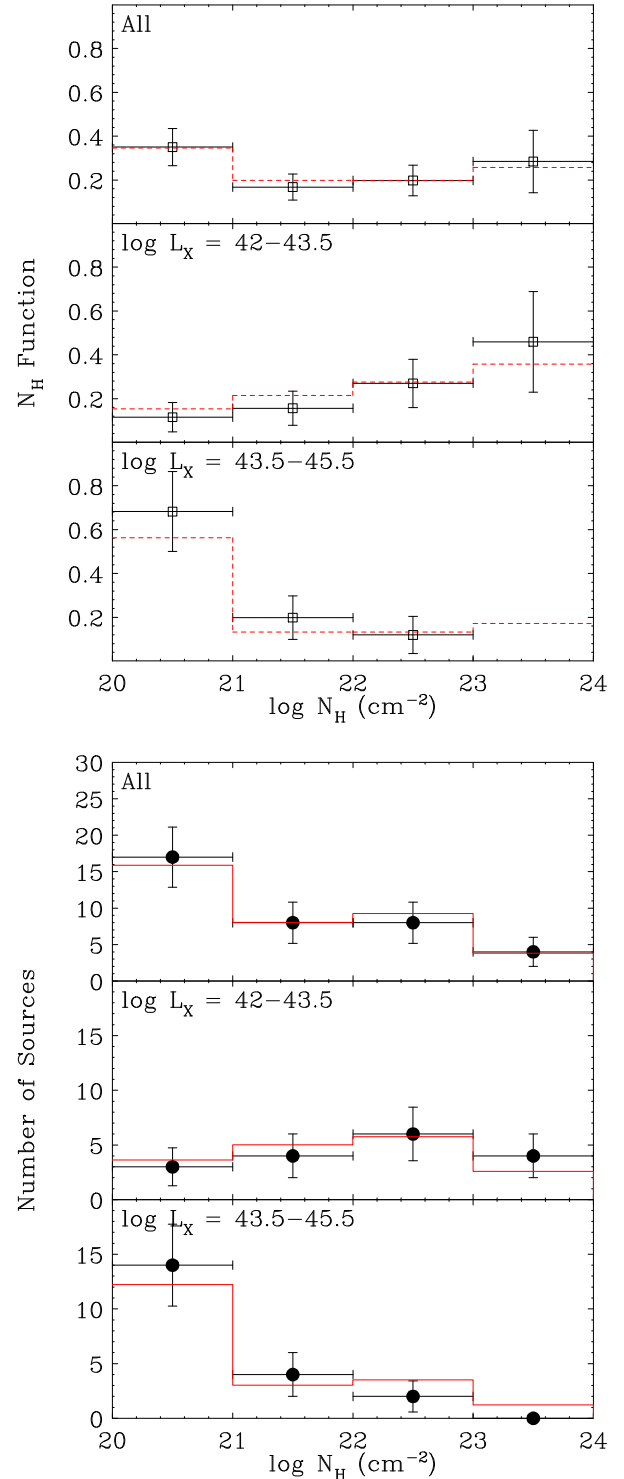 All
0.8
0.6
0.4
0.2
log L_X = 42−43.5
0.8
0.6
0.4
0.2
N_H Function
log L_X = 43.5−45.5
0.8
0.6
0.4
0.2
20 21 22 23 24
log N_H (cm⁻²)
All
30
25
20
15
10
5
0
log L_X = 42−43.5
15
10
5
0
Number of Sources
log L_X = 43.5−45.5
15
10
5
0
20 21 22 23 24
log N_H (cm⁻²)